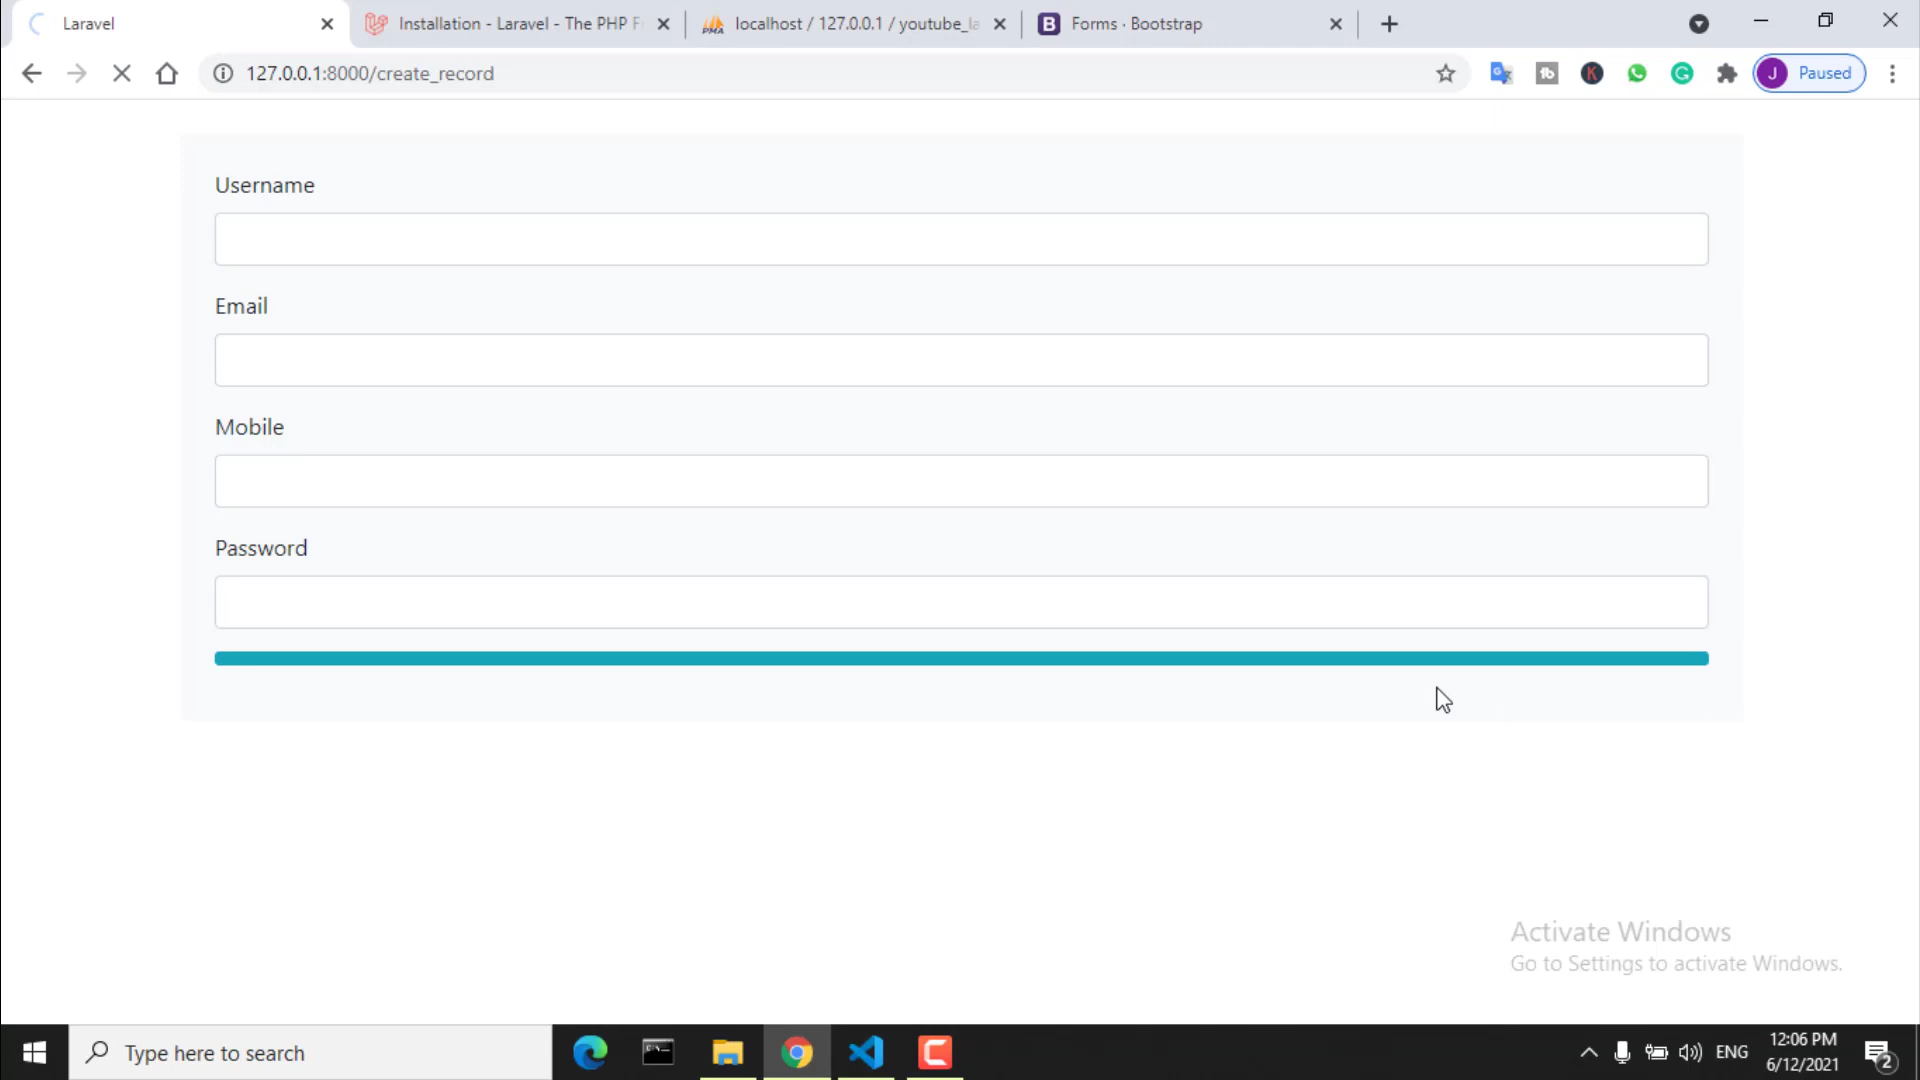 Laravel
Installation - Laravel - The PHP F
localhost / 127.0.0.1 / youtube_la
B
Forms · Bootstrap
127.0.0.1:8000/create_record
tb
K
G
J
Paused
Username
Email
Mobile
Password
Activate Windows
Go to Settings to activate Windows.
Type here to search
ENG
12:06 PM
6/12/2021
2